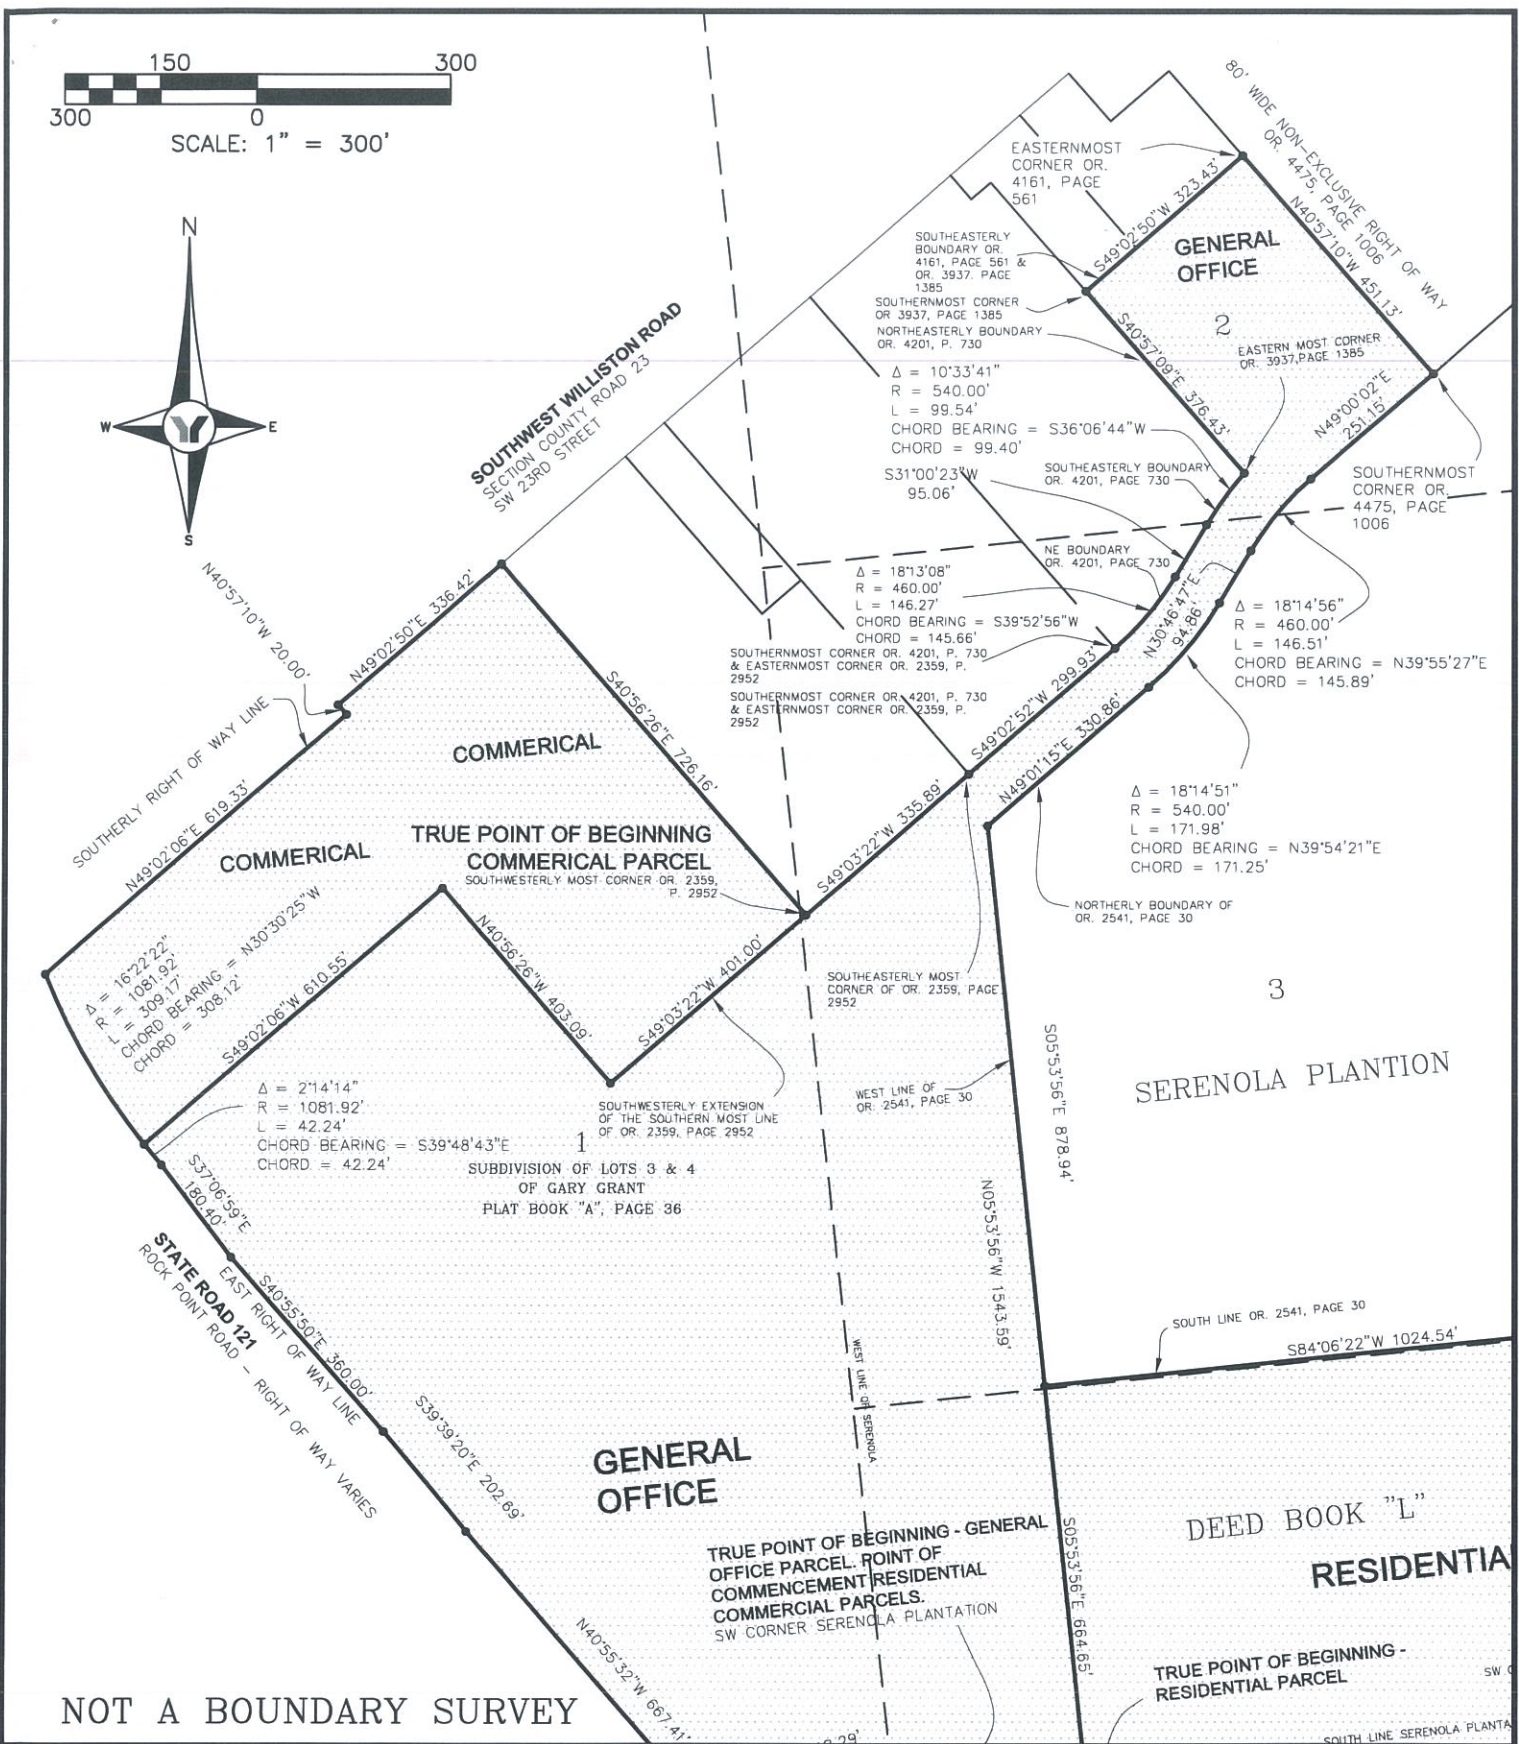 150
300
300
0
SCALE: 1" = 300'
N
W
E
S
80' WIDE NON-EXCLUSIVE RIGHT OF WAY
OR. 4475, PAGE 1006
N40°57'10"W 451.13'
EASTERNMOST
CORNER OR.
4161, PAGE
561
S49°02'50"W 323.43'
GENERAL
OFFICE
2
SOUTHEASTERLY
BOUNDARY OR.
4161, PAGE 561 &
OR. 3937. PAGE
1385
SOUTHERNMOST CORNER
OR 3937, PAGE 1385
NORTHEASTERLY BOUNDARY
OR. 4201, P. 730
S40°57'09"E 376.43'
EASTERN MOST CORNER
OR. 3937,PAGE 1385
Δ = 10°33'41"
R = 540.00'
L = 99.54'
CHORD BEARING = S36°06'44"W
CHORD = 99.40'
N49°00'02"E
251.15'
S31°00'23"W
95.06'
SOUTHEASTERLY BOUNDARY
OR. 4201, PAGE 730
SOUTHERNMOST
CORNER OR.
4475, PAGE
1006
SOUTHWEST WILLISTON ROAD
SECTION COUNTY ROAD 23
SW 23RD STREET
NE BOUNDARY
OR. 4201, PAGE 730
Δ = 18°13'08"
R = 460.00'
L = 146.27'
CHORD BEARING = S39°52'56"W
CHORD = 145.66'
N30°46'47"E
94.86'
Δ = 18°14'56"
R = 460.00'
L = 146.51'
CHORD BEARING = N39°55'27"E
CHORD = 145.89'
SOUTHERNMOST CORNER OR. 4201, P. 730
& EASTERNMOST CORNER OR. 2359, P.
2952
SOUTHERNMOST CORNER OR. 4201, P. 730
& EASTERNMOST CORNER OR. 2359, P.
2952
N40°57'10"W 20.00'
N49°02'50"E 336.42'
S40°56'26"E 726.16'
S49°02'52"W 299.93'
N49°01'15"E 330.86'
SOUTHERLY RIGHT OF WAY LINE
N49°02'06"E 619.33'
COMMERICAL
COMMERICAL
TRUE POINT OF BEGINNING
COMMERICAL PARCEL
SOUTHWESTERLY MOST CORNER OR. 2359,
P. 2952
S49°03'22"W 335.89'
Δ = 18°14'51"
R = 540.00'
L = 171.98'
CHORD BEARING = N39°54'21"E
CHORD = 171.25'
NORTHERLY BOUNDARY OF
OR. 2541, PAGE 30
Δ = 16°22'22"
R = 1081.92'
L = 309.17'
CHORD BEARING = N30°30'25"W
CHORD = 308.12'
S49°02'06"W 610.55'
N40°56'26"W 403.09'
S49°03'22"W 401.00'
SOUTHEASTERLY MOST
CORNER OF OR. 2359, PAGE
2952
3
SERENOLA PLANTION
S05°53'56"E 878.94'
WEST LINE OF
OR. 2541, PAGE 30
Δ = 2°14'14"
R = 1081.92'
L = 42.24'
CHORD BEARING = S39°48'43"E
CHORD = 42.24'
SOUTHWESTERLY EXTENSION
OF THE SOUTHERN MOST LINE
OF OR. 2359, PAGE 2952
1
SUBDIVISION OF LOTS 3 & 4
OF GARY GRANT
PLAT BOOK "A", PAGE 36
S37°06'59"E
180.40'
N05°53'56"W 1543.59'
STATE ROAD 121
ROCK POINT ROAD - RIGHT OF WAY VARIES
EAST RIGHT OF WAY LINE
S40°55'50"E 360.00'
SOUTH LINE OR. 2541, PAGE 30
S84°06'22"W 1024.54'
WEST LINE OF SERENOLA
S39°39'20"E 202.69'
GENERAL
OFFICE
DEED BOOK "L"
RESIDENTIA
TRUE POINT OF BEGINNING - GENERAL
OFFICE PARCEL. POINT OF
COMMENCEMENT RESIDENTIAL
COMMERCIAL PARCELS.
SW CORNER SERENOLA PLANTATION
S05°53'56"E 664.65'
N40°55'32"W 667.41'
TRUE POINT OF BEGINNING -
RESIDENTIAL PARCEL
SW
NOT A BOUNDARY SURVEY
SOUTH LINE SERENOLA PLANTA